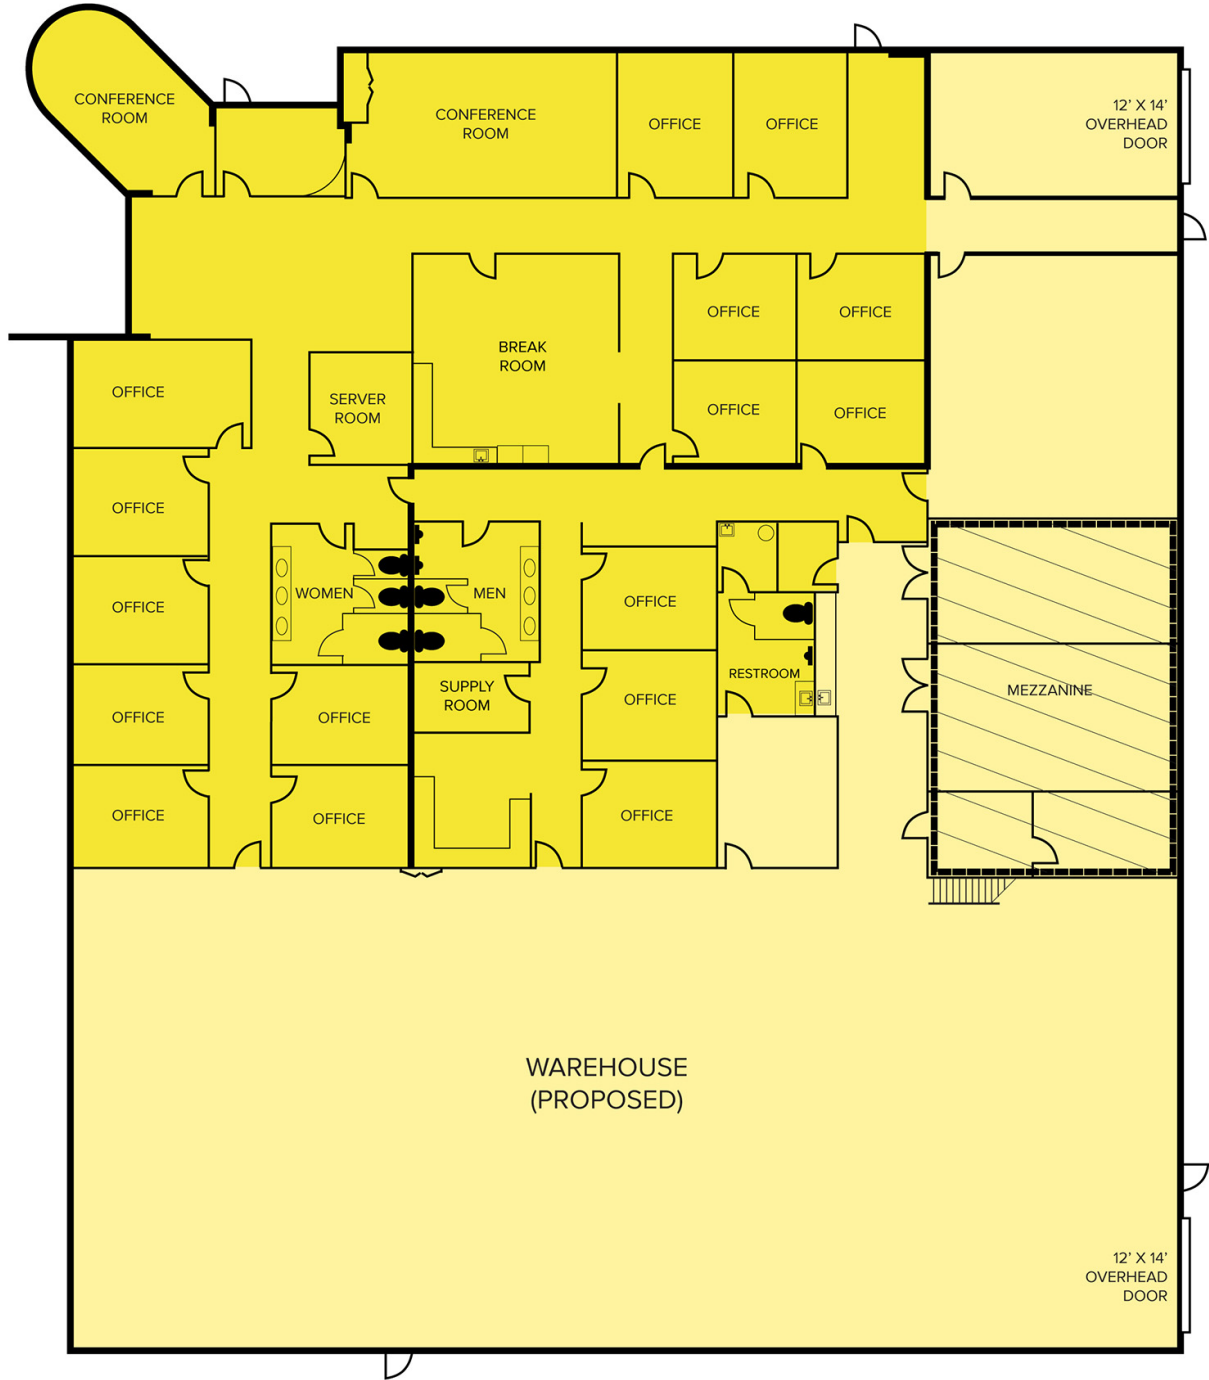 CONFERENCE
ROOM
CONFERENCE
ROOM
OFFICE
OFFICE
12’ X 14’
OVERHEAD
DOOR
OFFICE
OFFICE
BREAK
ROOM
OFFICE
SERVER
ROOM
OFFICE
OFFICE
OFFICE
WOMEN
MEN
OFFICE
OFFICE
RESTROOM
SUPPLY
ROOM
OFFICE
MEZZANINE
OFFICE
OFFICE
OFFICE
OFFICE
OFFICE
WAREHOUSE
(PROPOSED)
12’ X 14’
OVERHEAD
DOOR